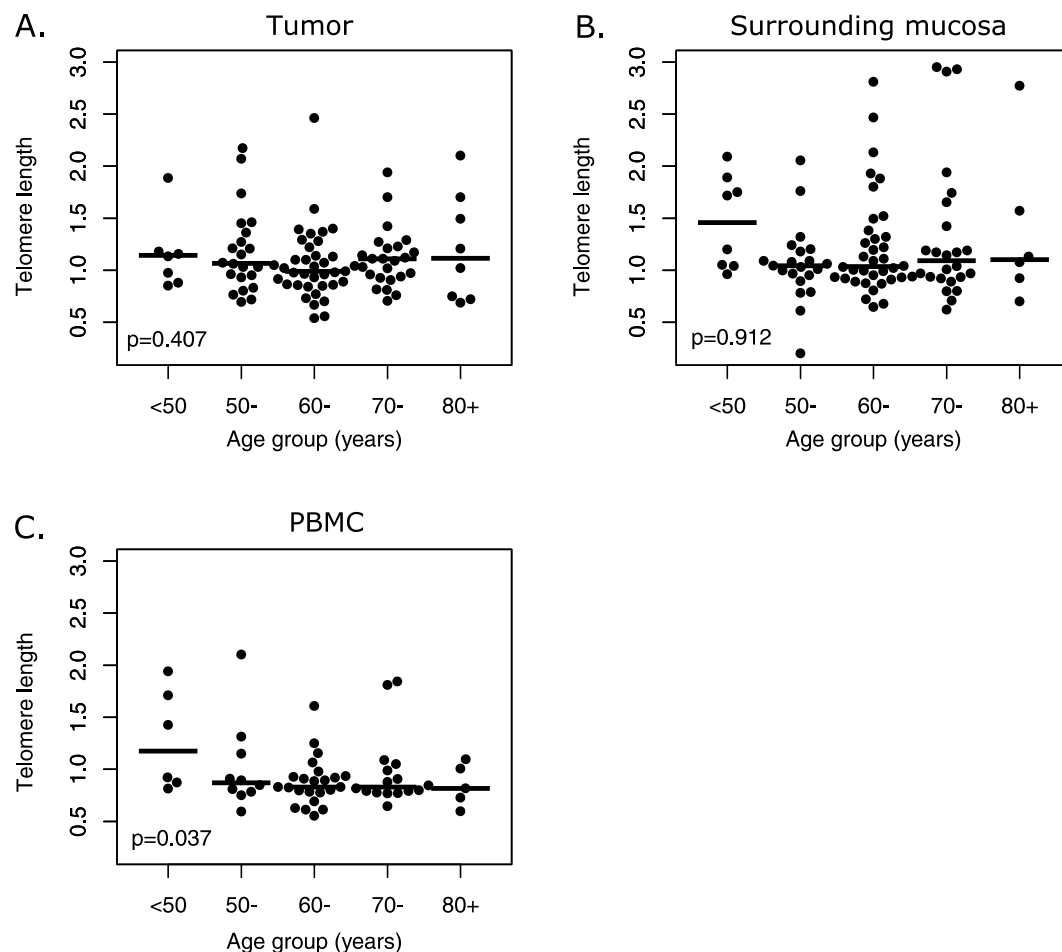 A.
Tumor
Telomere length
3.0
2.5
2.0
1.5
1.0
0.5
p=0.407
<50 50- 60- 70- 80+
Age group (years)
B.
Surrounding mucosa
Telomere length
3.0
2.5
2.0
1.5
1.0
0.5
p=0.912
<50 50- 60- 70- 80+
Age group (years)
C.
PBMC
Telomere length
3.0
2.5
2.0
1.5
1.0
0.5
p=0.037
<50 50- 60- 70- 80+
Age group (years)